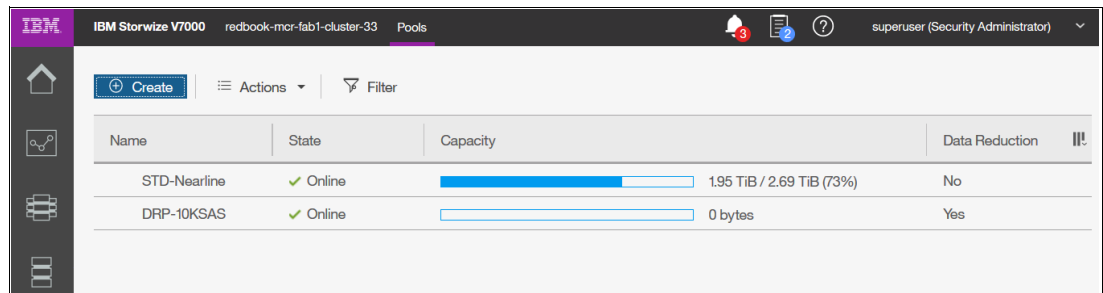 IBM IBM Storwize V7000 redbook-mcr-fab1-cluster-33 Pools 3 2 ? superuser (Security Administrator)
Create Actions Filter
Name State Capacity Data Reduction
STD-Nearline Online 1.95 TiB / 2.69 TiB (73%) No
DRP-10KSAS Online 0 bytes Yes